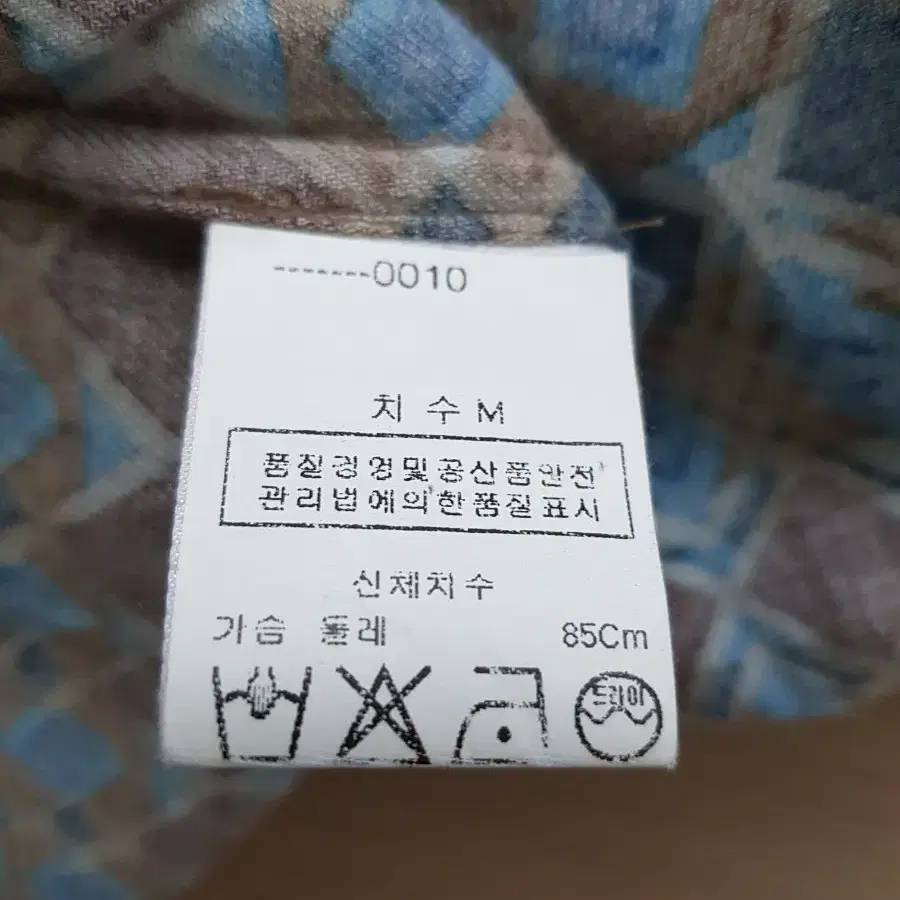 -------0010
치 수 M
품질경영및공산품안전
관리법에의한품질표시
신체치수
가슴 둘레 85Cm
드라이